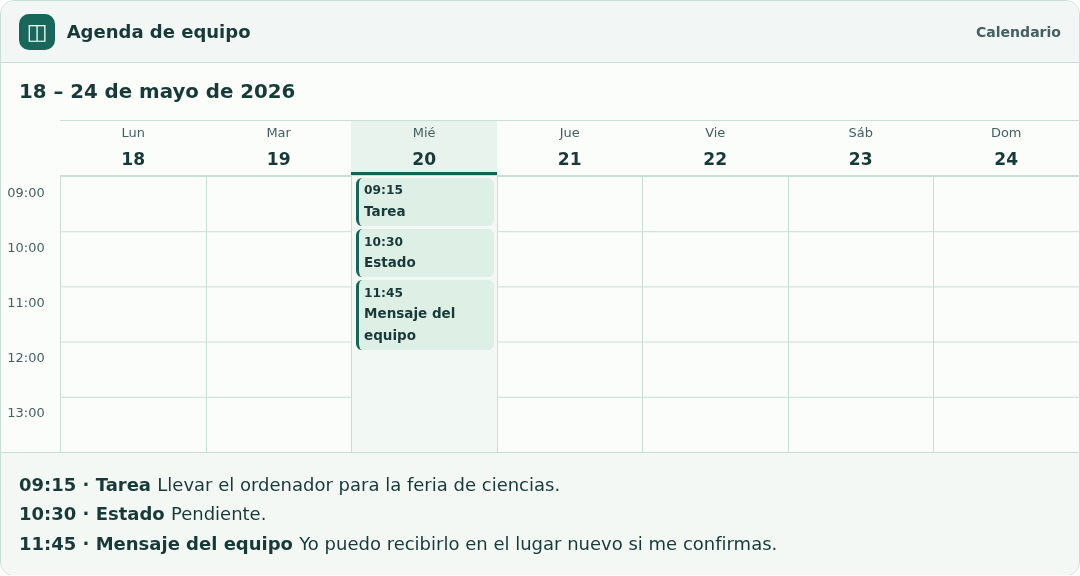 Agenda de equipo
Calendario
18 – 24 de mayo de 2026
Lun
Mar
Mié
Jue
Vie
Sáb
Dom
18
19
20
21
22
23
24
09:00
10:00
11:00
12:00
13:00
09:15
Tarea
10:30
Estado
11:45
Mensaje del
equipo
09:15 · Tarea Llevar el ordenador para la feria de ciencias.
10:30 · Estado Pendiente.
11:45 · Mensaje del equipo Yo puedo recibirlo en el lugar nuevo si me confirmas.